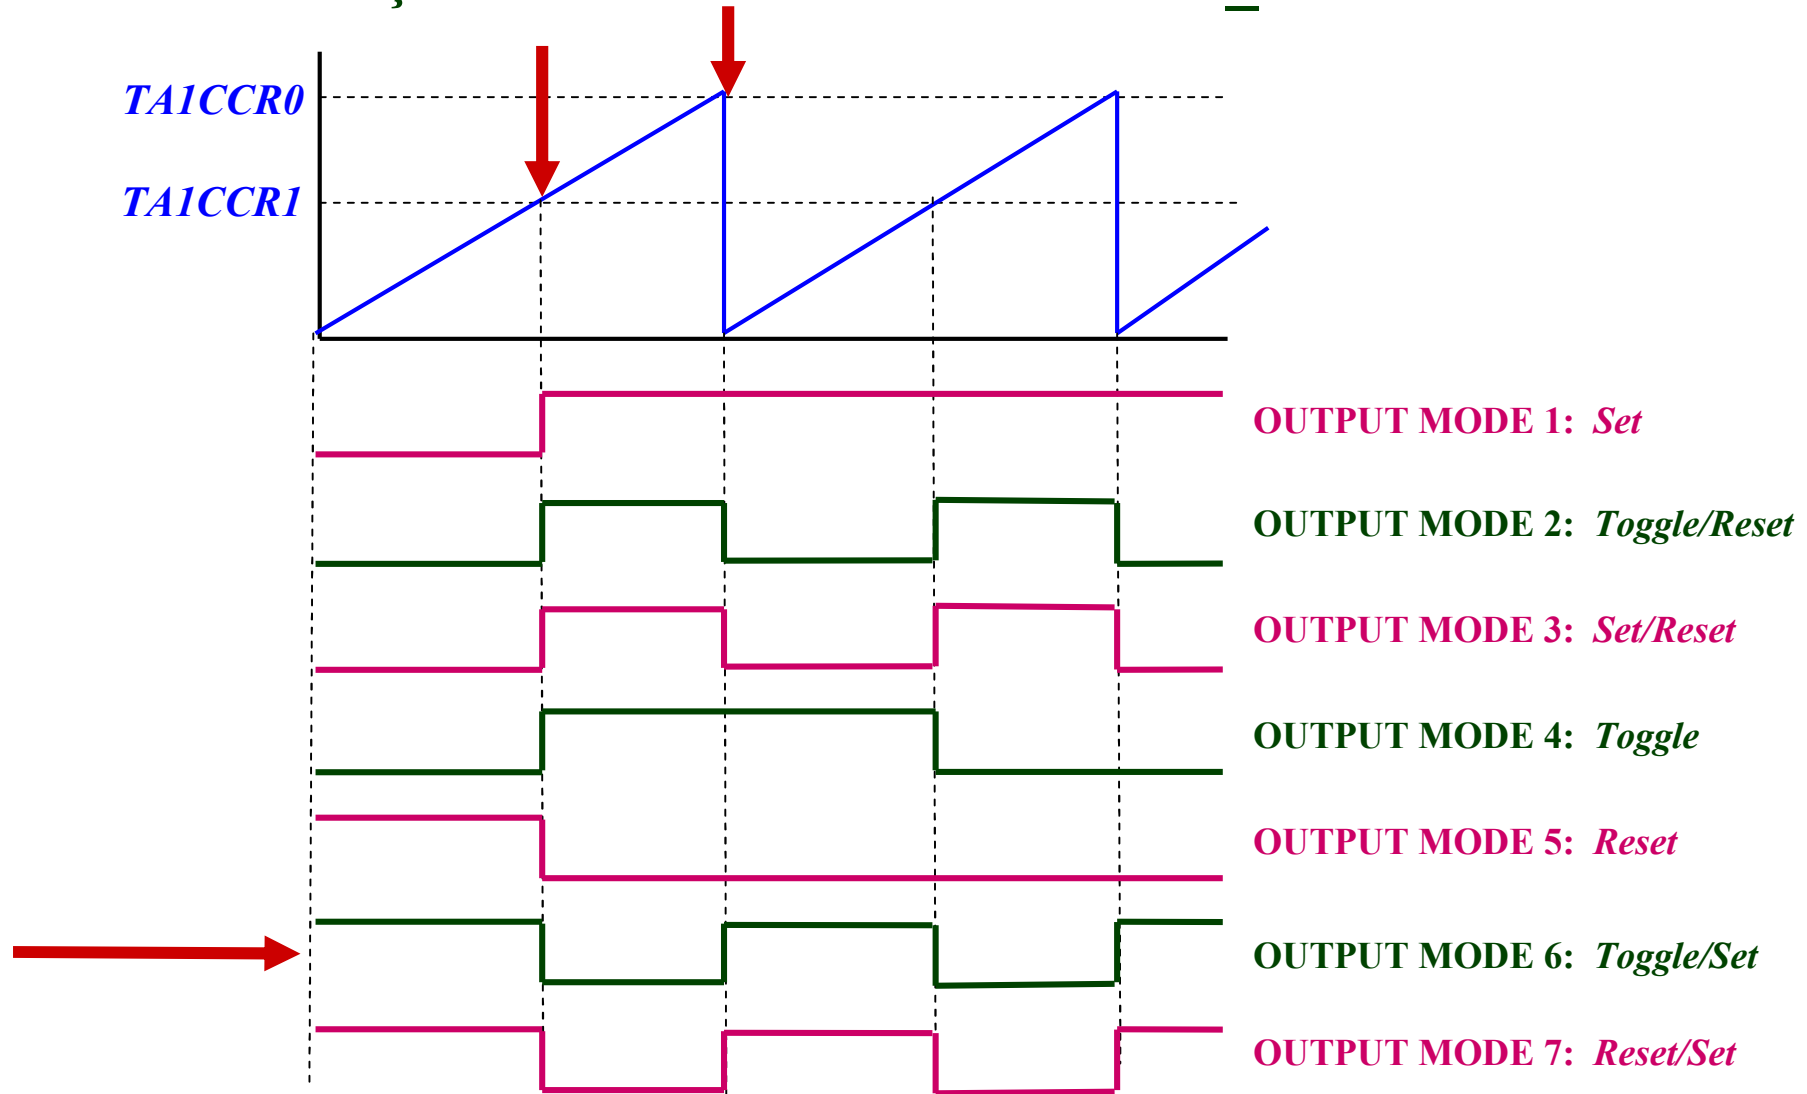 TA1CCR0
TA1CCR1
OUTPUT MODE 1: Set
OUTPUT MODE 2: Toggle/Reset
OUTPUT MODE 3: Set/Reset
OUTPUT MODE 4: Toggle
OUTPUT MODE 5: Reset
OUTPUT MODE 6: Toggle/Set
OUTPUT MODE 7: Reset/Set